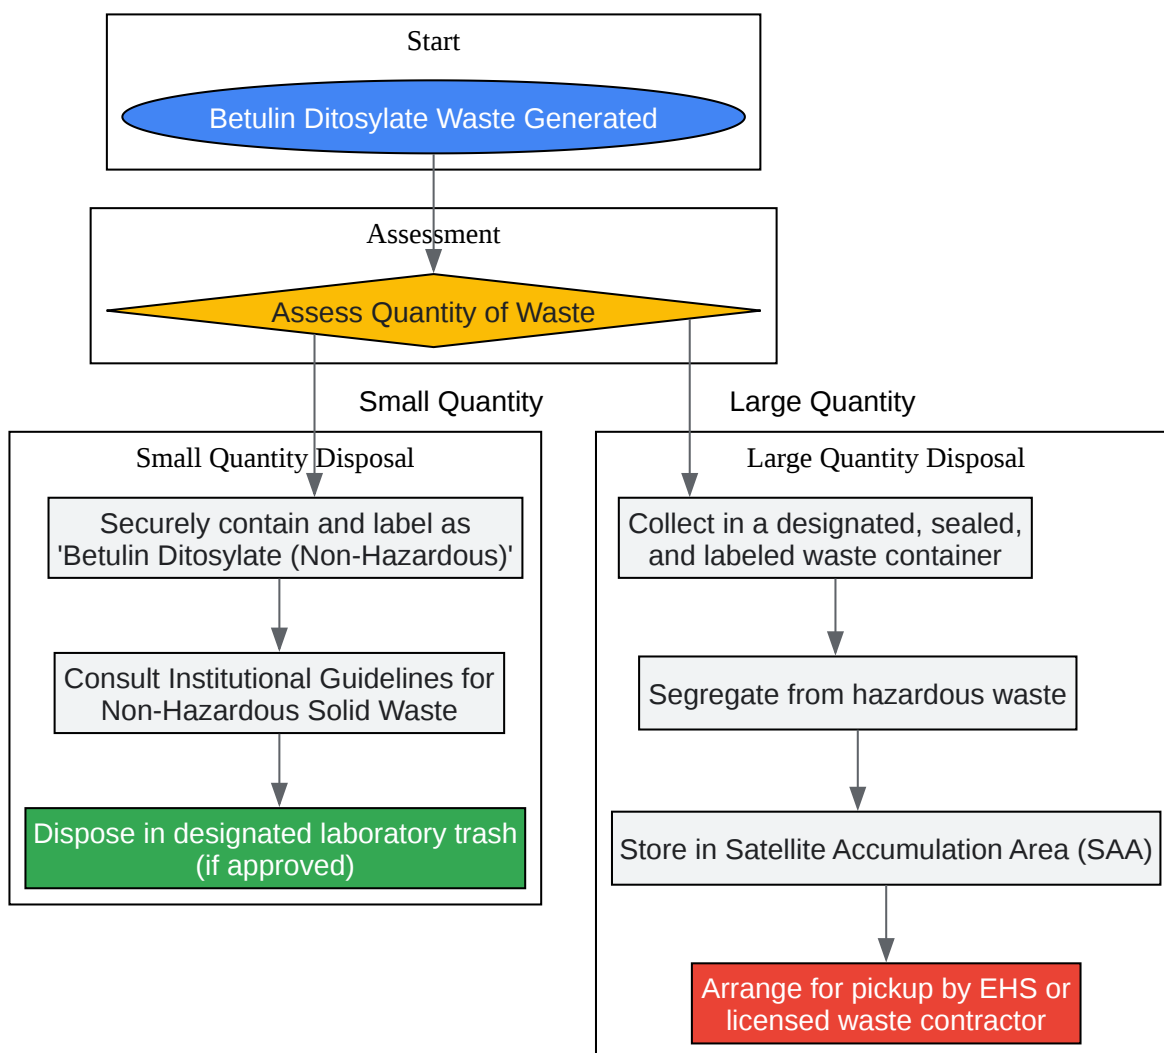 Start
Betulin Ditosylate Waste Generated
Assessment
Assess Quantity of Waste
Small Quantity
Large Quantity
Small Quantity Disposal
Securely contain and label as
'Betulin Ditosylate (Non-Hazardous)'
Consult Institutional Guidelines for
Non-Hazardous Solid Waste
Dispose in designated laboratory trash
(if approved)
Large Quantity Disposal
Collect in a designated, sealed,
and labeled waste container
Segregate from hazardous waste
Store in Satellite Accumulation Area (SAA)
Arrange for pickup by EHS or
licensed waste contractor